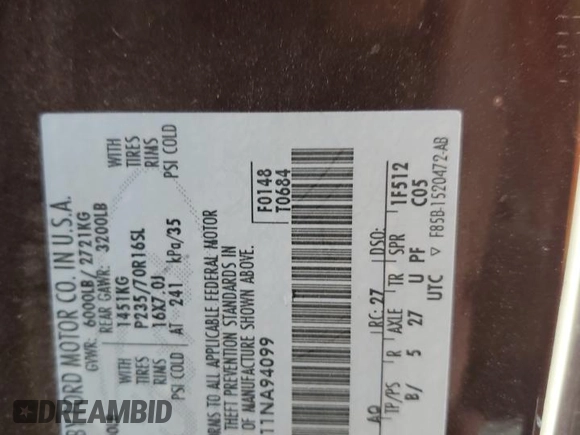 FORD MOTOR CO. IN U.S.A.
GVWR: 6000LB/ 2721KG
REAR GAWR: 3200LB
1451KG WITH
P235/70R16SL TIRES
16X7.0J RIMS
AT 241 kPa/35 PSI COLD
WITH
TIRES
RIMS
PSI COLD
TO ALL APPLICABLE FEDERAL MOTOR
THEFT PREVENTION STANDARDS IN
OF MANUFACTURE SHOWN ABOVE.
F0148
T0684
11NA94099
RC: 27 DSO:
TP/PS R AXLE TR SPR
B/ 5 27 U PF 1F512
C05
UTC ▽ F85B-1520472-AB
DREAMBID